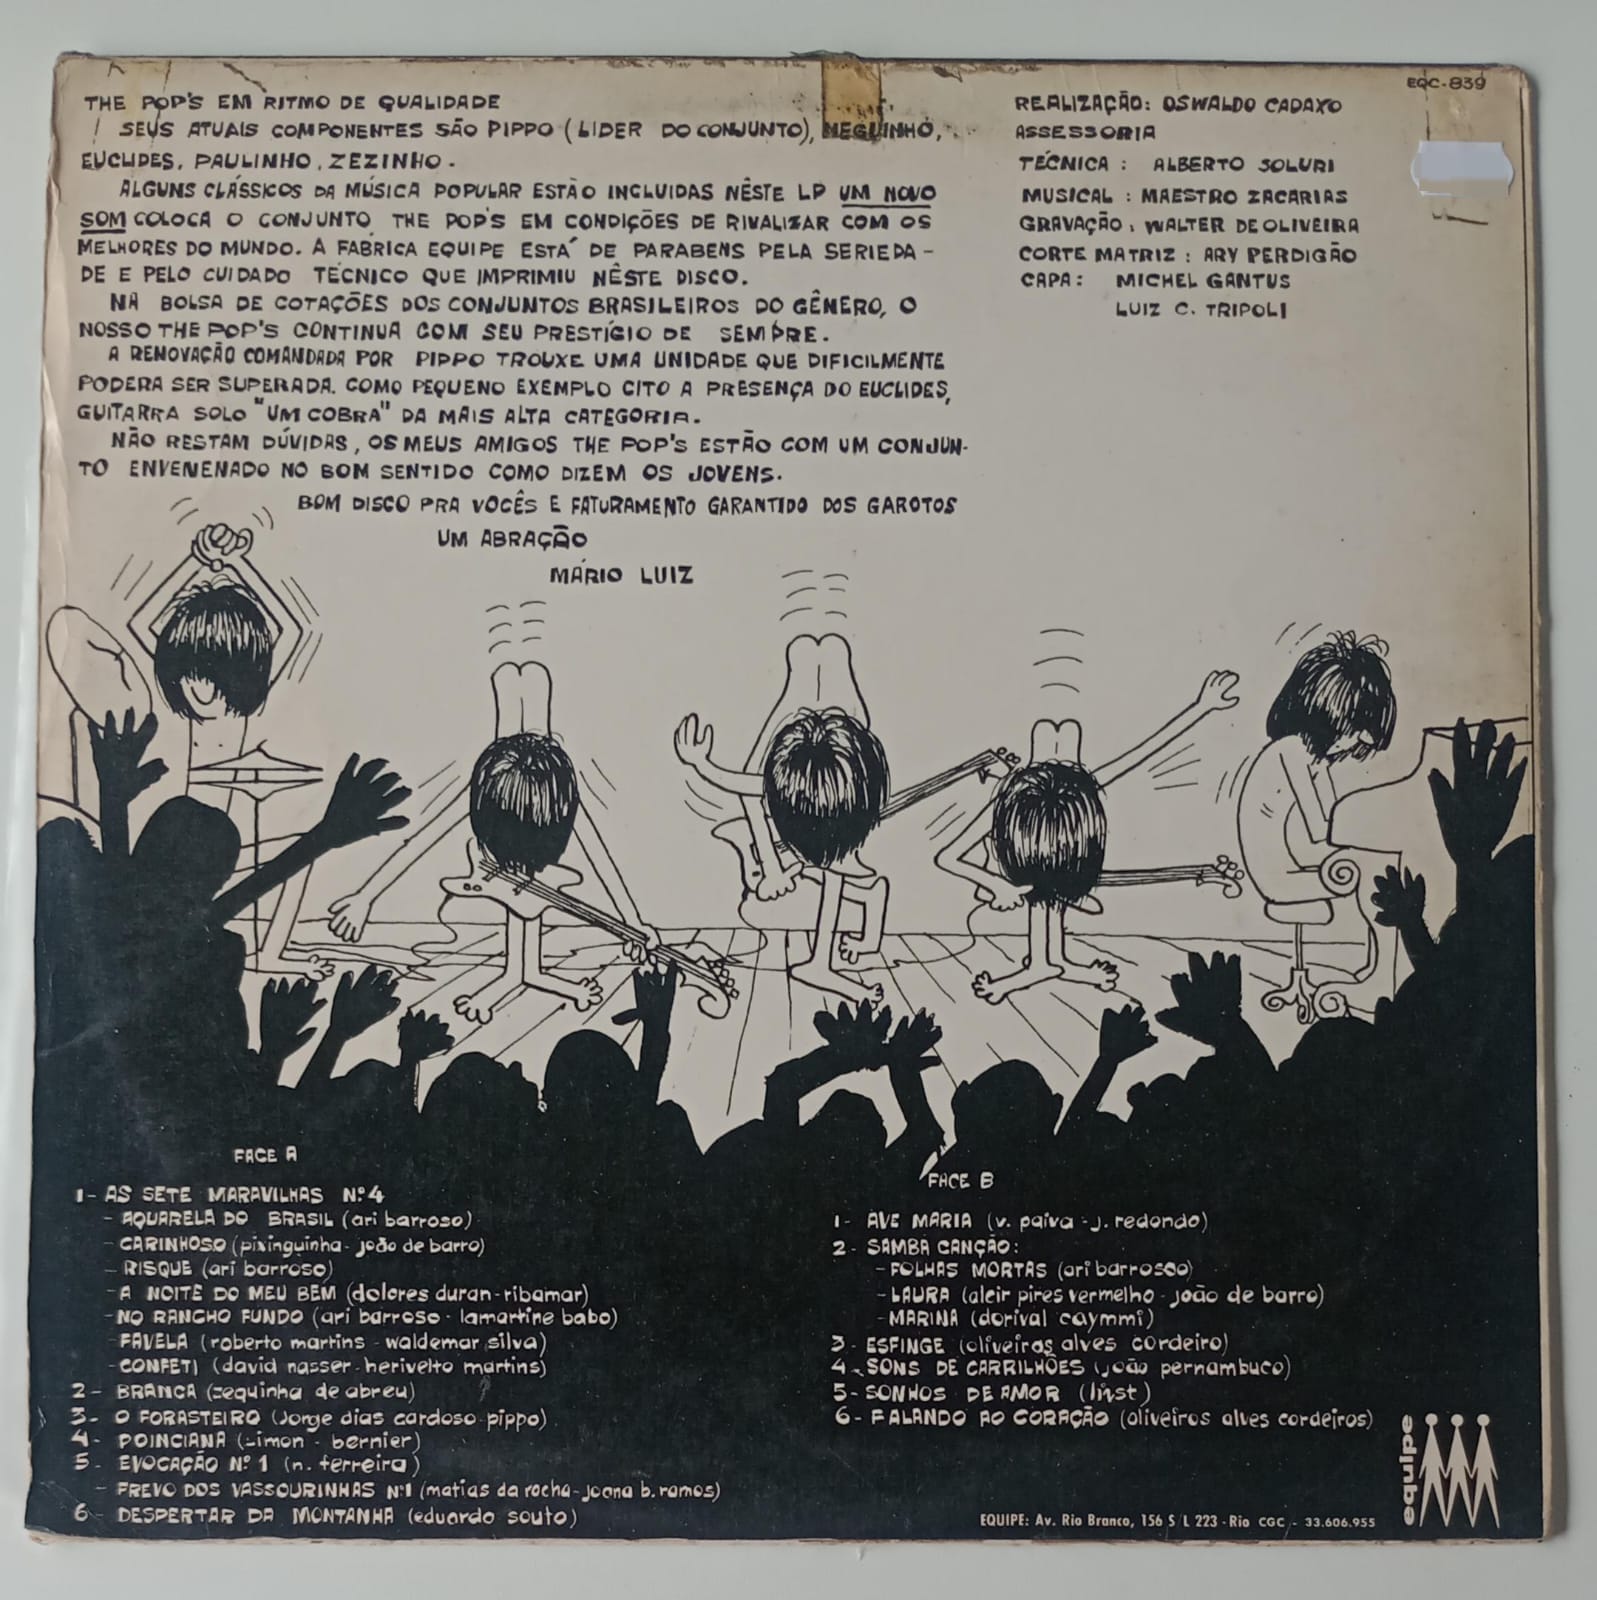 EQC-839
THE POP'S EM RITMO DE QUALIDADE
SEUS ATUAIS COMPONENTES SÃO PIPPO (LIDER DO CONJUNTO), NEGUINHO,
EUCLIDES, PAULINHO, ZEZINHO.
ALGUNS CLÁSSICOS DA MÚSICA POPULAR ESTÃO INCLUIDAS NÊSTE LP UM NOVO
SOM COLOCA O CONJUNTO THE POP'S EM CONDIÇÕES DE RIVALIZAR COM OS
MELHORES DO MUNDO. A FABRICA EQUIPE ESTÁ DE PARABENS PELA SERIEDA-
DE E PELO CUIDADO TÉCNICO QUE IMPRIMIU NÊSTE DISCO.
NA BOLSA DE COTAÇÕES DOS CONJUNTOS BRASILEIROS DO GÊNERO, O
NOSSO THE POP'S CONTINUA COM SEU PRESTÍGIO DE SEMPRE.
A RENOVAÇÃO COMANDADA POR PIPPO TROUXE UMA UNIDADE QUE DIFICILMENTE
PODERA SER SUPERADA. COMO PEQUENO EXEMPLO CITO A PRESENÇA DO EUCLIDES,
GUITARRA SOLO "UM COBRA" DA MAIS ALTA CATEGORIA.
NÃO RESTAM DÚVIDAS, OS MEUS AMIGOS THE POP'S ESTÃO COM UM CONJUN-
TO ENVENENADO NO BOM SENTIDO COMO DIZEM OS JOVENS.
BOM DISCO PRA VOCÊS E FATURAMENTO GARANTIDO DOS GAROTOS
UM ABRAÇÃO
MÁRIO LUIZ
REALIZAÇÃO: OSWALDO CADAXO
ASSESSORIA
TÉCNICA: ALBERTO SOLURI
MUSICAL: MAESTRO ZACARIAS
GRAVAÇÃO: WALTER DE OLIVEIRA
CORTE MATRIZ: ARY PERDIGÃO
CAPA: MICHEL GANTUS
LUIZ C. TRIPOLI
FACE A
1- AS SETE MARAVILHAS Nº4
- AQUARELA DO BRASIL (ari barroso)
- CARINHOSO (pixinguinha- joão de barro)
- RISQUE (ari barroso)
- A NOITE DO MEU BEM (dolores duran-ribamar)
- NO RANCHO FUNDO (ari barroso - lamartine babo)
- FAVELA (roberto martins - waldemar silva)
- CONFETI (david nasser-herivelto martins)
2- BRANCA (zequinha de abreu)
3- O FORASTEIRO (Jorge dias cardoso-pippo)
4- POINCIANA (simon - bernier)
5- EVOCAÇÃO Nº 1 (n. ferreira)
- FREVO DOS VASSOURINHAS Nº1 (matias da rocha-joana b. ramos)
6- DESPERTAR DA MONTANHA (eduardo souto)
FACE B
1- AVE MARIA (v. paiva - j. redondo)
2- SAMBA CANÇÃO:
- FOLHAS MORTAS (ari barrosco)
- LAURA (alcir pires vermelho - joão de barro)
- MARINA (dorival caymmi)
3- ESFINGE (oliveiros alves cordeiro)
4- SONS DE CARRILHÕES (joão pernambuco)
5- SONHOS DE AMOR (linst)
6- FALANDO AO CORAÇÃO (oliveiros alves cordeiros)
EQUIPE: Av. Rio Branco, 156 S/L 223 - Rio CGC - 33.606.955
equipe